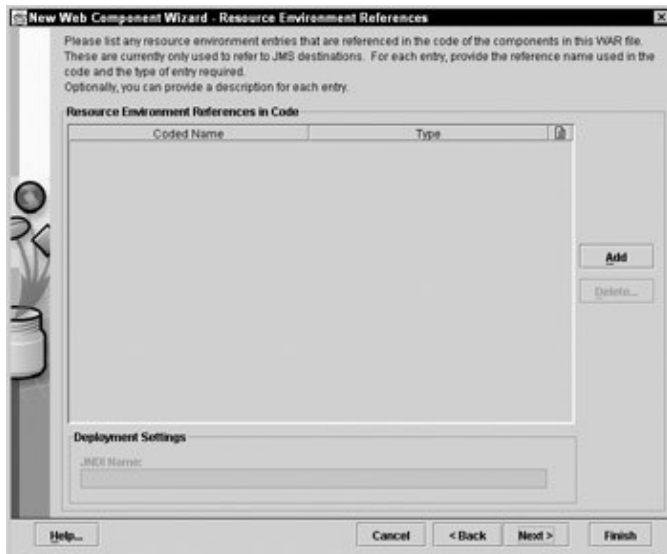 New Web Component Wizard - Resource Environment References
Please list any resource environment entries that are referenced in the code of the components in this WAR file.
These are currently only used to refer to JMS destinations. For each entry, provide the reference name used in the
code and the type of entry required.
Optionally, you can provide a description for each entry.
Resource Environment References in Code
Coded Name Type
Add
Delete...
Deployment Settings
JNDI Name:
Help... Cancel < Back Next > Finish